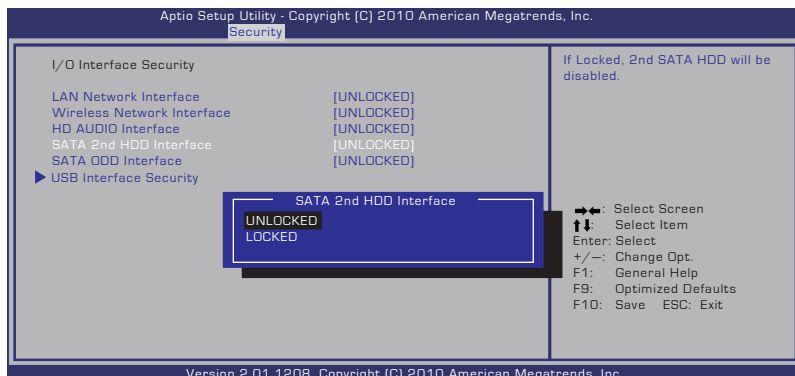 Aptio Setup Utility - Copyright (C) 2010 American Megatrends, Inc.
Security
I/O Interface Security
LAN Network Interface [UNLOCKED]
Wireless Network Interface [UNLOCKED]
HD AUDIO Interface [UNLOCKED]
SATA 2nd HDD Interface [UNLOCKED]
SATA ODD Interface [UNLOCKED]
USB Interface Security
SATA 2nd HDD Interface
UNLOCKED
LOCKED
If Locked, 2nd SATA HDD will be
disabled.
→←: Select Screen
↑↓: Select Item
Enter: Select
+/—: Change Opt.
F1: General Help
F9: Optimized Defaults
F10: Save ESC: Exit
Version 2.01.1208. Copyright (C) 2010 American Megatrends, Inc.